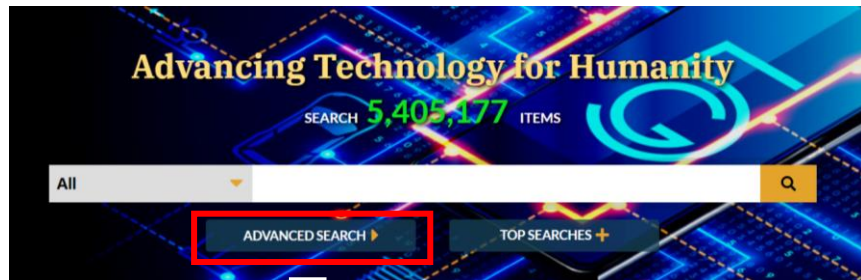 Advancing Technology for Humanity
SEARCH 5,405,177 ITEMS
All
ADVANCED SEARCH TOP SEARCHES +